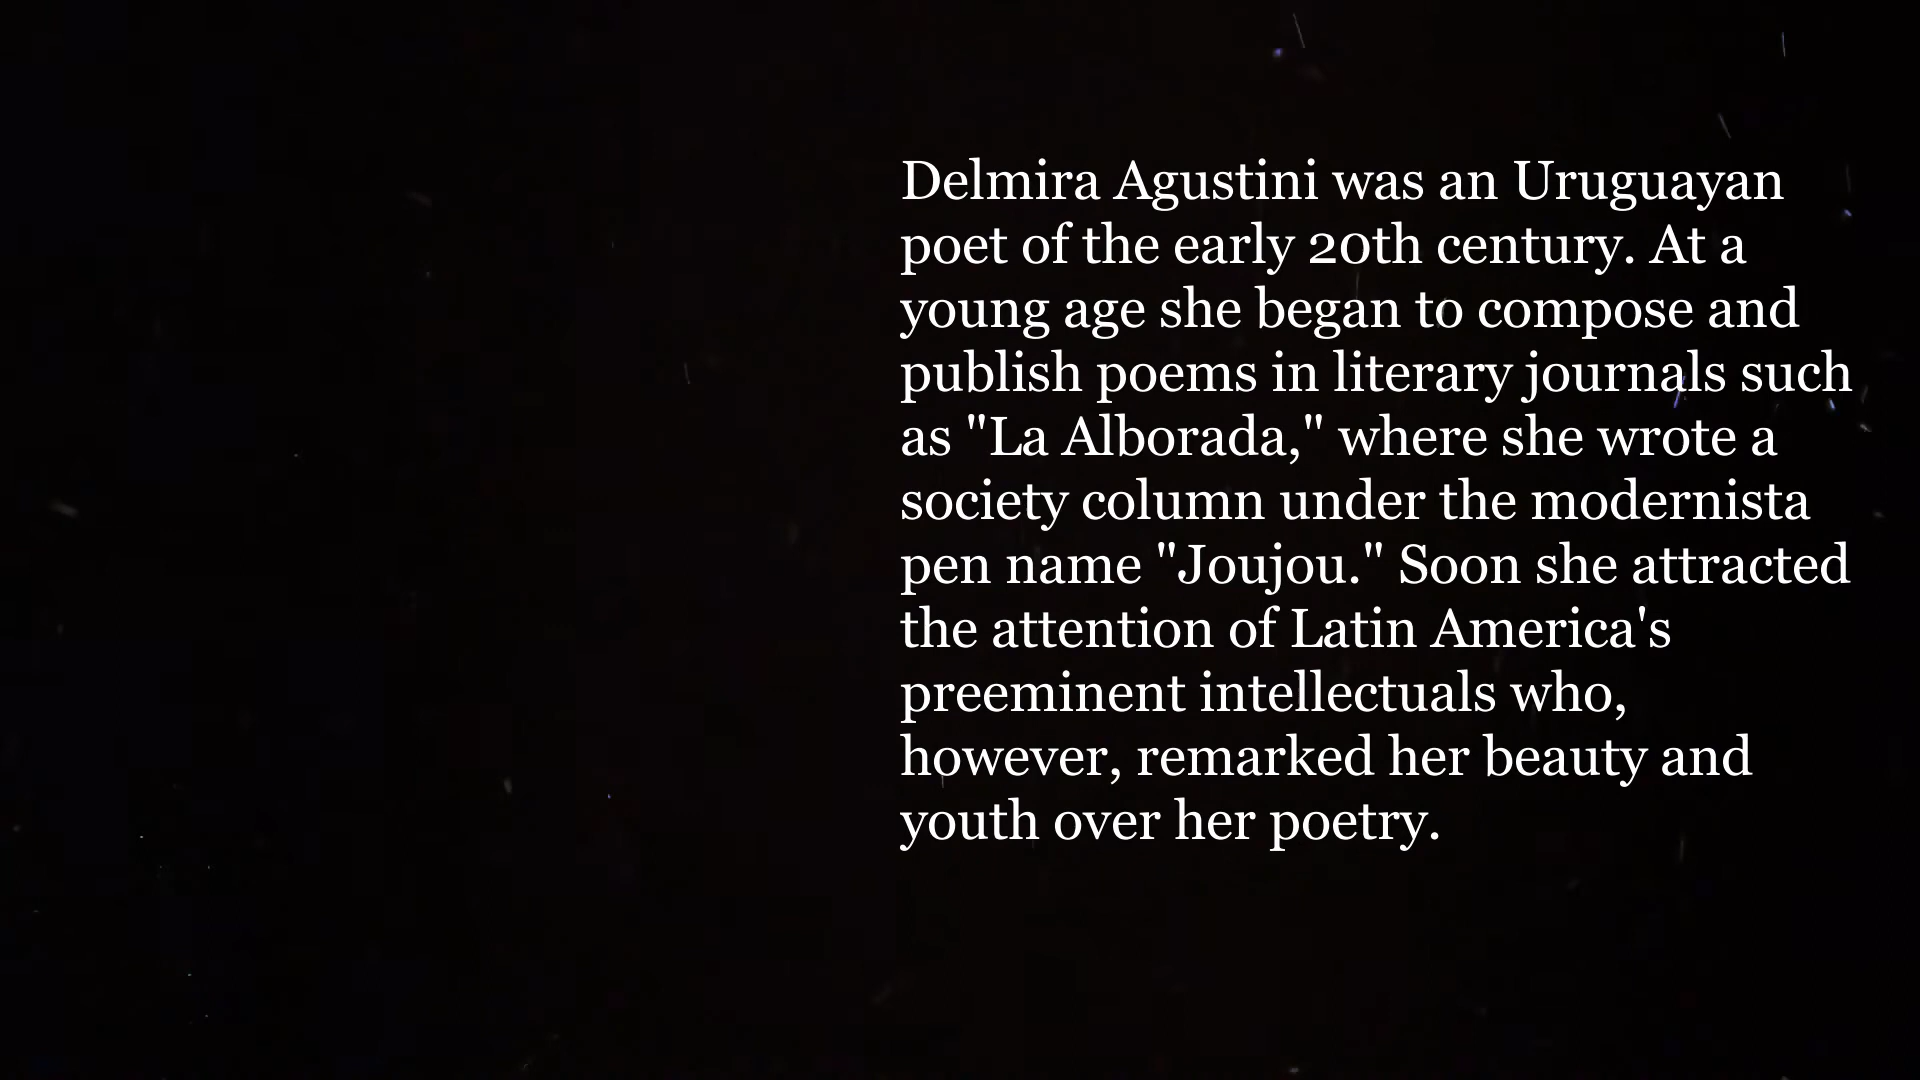 Delmira Agustini was an Uruguayan
poet of the early 20th century. At a
young age she began to compose and
publish poems in literary journals such
as "La Alborada," where she wrote a
society column under the modernista
pen name "Joujou." Soon she attracted
the attention of Latin America's
preeminent intellectuals who,
however, remarked her beauty and
youth over her poetry.